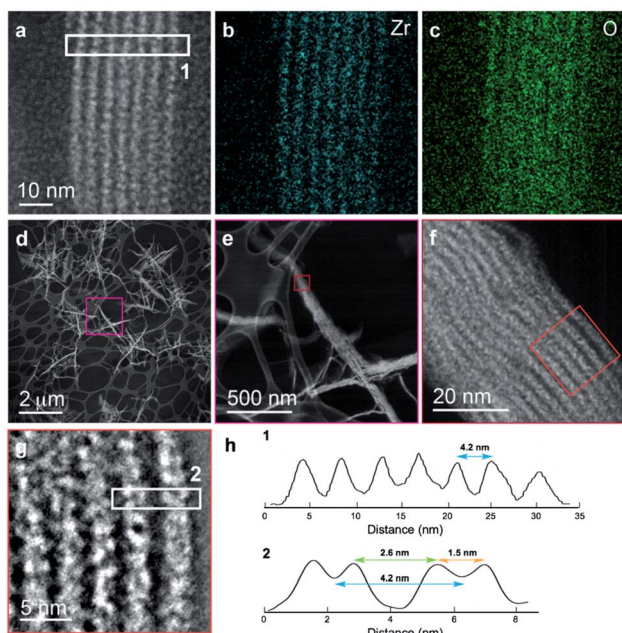 a
1
10 nm
b
Zr
c
O
d
2 μm
e
500 nm
f
20 nm
g
2
5 nm
h
1
4.2 nm
0 5 10 15 20 25 30 35
Distance (nm)
2
2.6 nm
1.5 nm
4.2 nm
0 2 4 6 8
Distance (nm)